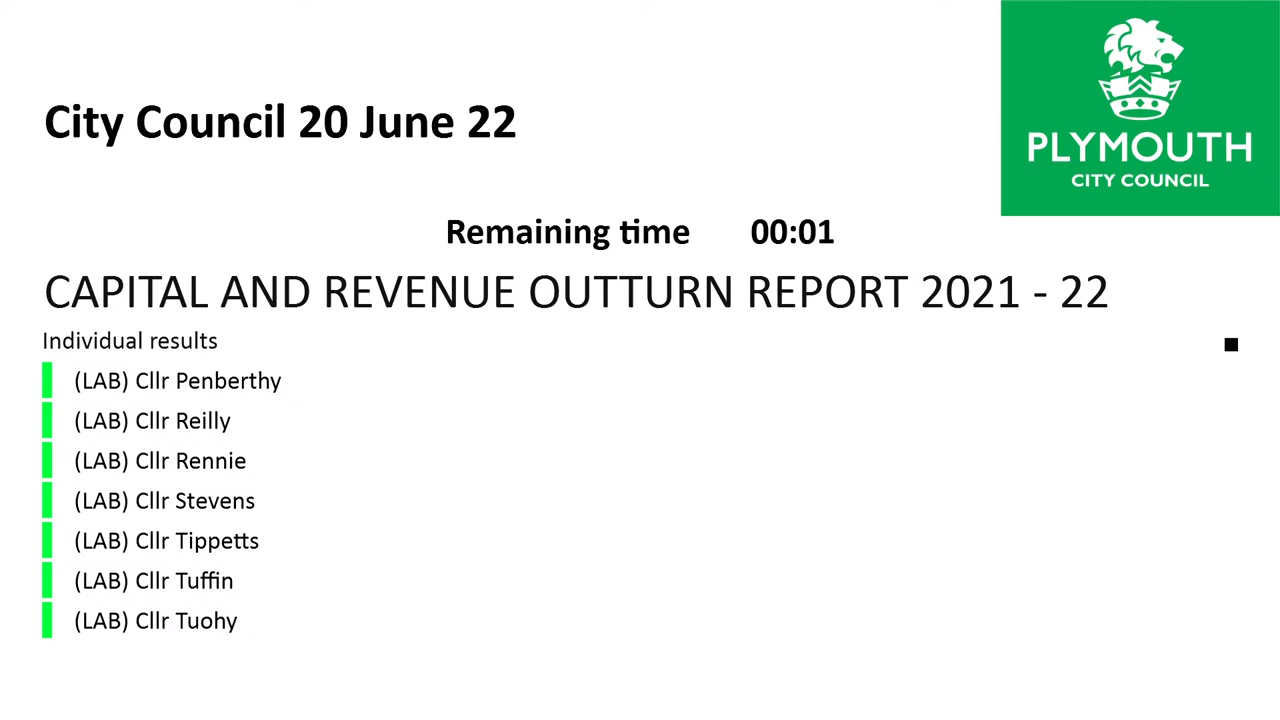 PLYMOUTH
CITY COUNCIL
City Council 20 June 22
Remaining time 00:01
CAPITAL AND REVENUE OUTTURN REPORT 2021 - 22
Individual results
(LAB) Cllr Penberthy
(LAB) Cllr Reilly
(LAB) Cllr Rennie
(LAB) Cllr Stevens
(LAB) Cllr Tippetts
(LAB) Cllr Tuffin
(LAB) Cllr Tuohy